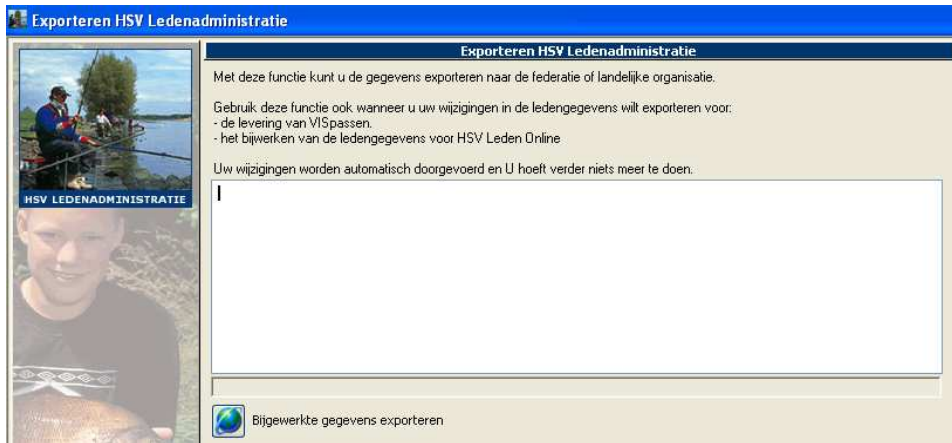 Exporteren HSV Ledenadministratie
Exporteren HSV Ledenadministratie
Met deze functie kunt u de gegevens exporteren naar de federatie of landelijke organisatie.
Gebruik deze functie ook wanneer u uw wijzigingen in de ledengegevens wilt exporteren voor:
- de levering van VISpassen.
- het bijwerken van de ledengegevens voor HSV Leden Online
Uw wijzigingen worden automatisch doorgevoerd en U hoeft verder niets meer te doen.
HSV LEDENADMINISTRATIE
Bijgewerkte gegevens exporteren